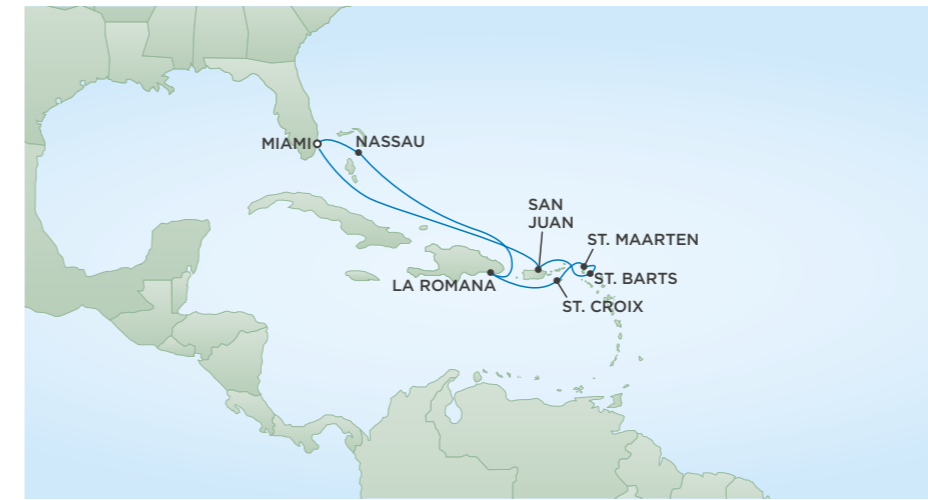 MIAMI
NASSAU
SAN
JUAN
ST. MAARTEN
ST. BARTS
LA ROMANA
ST. CROIX